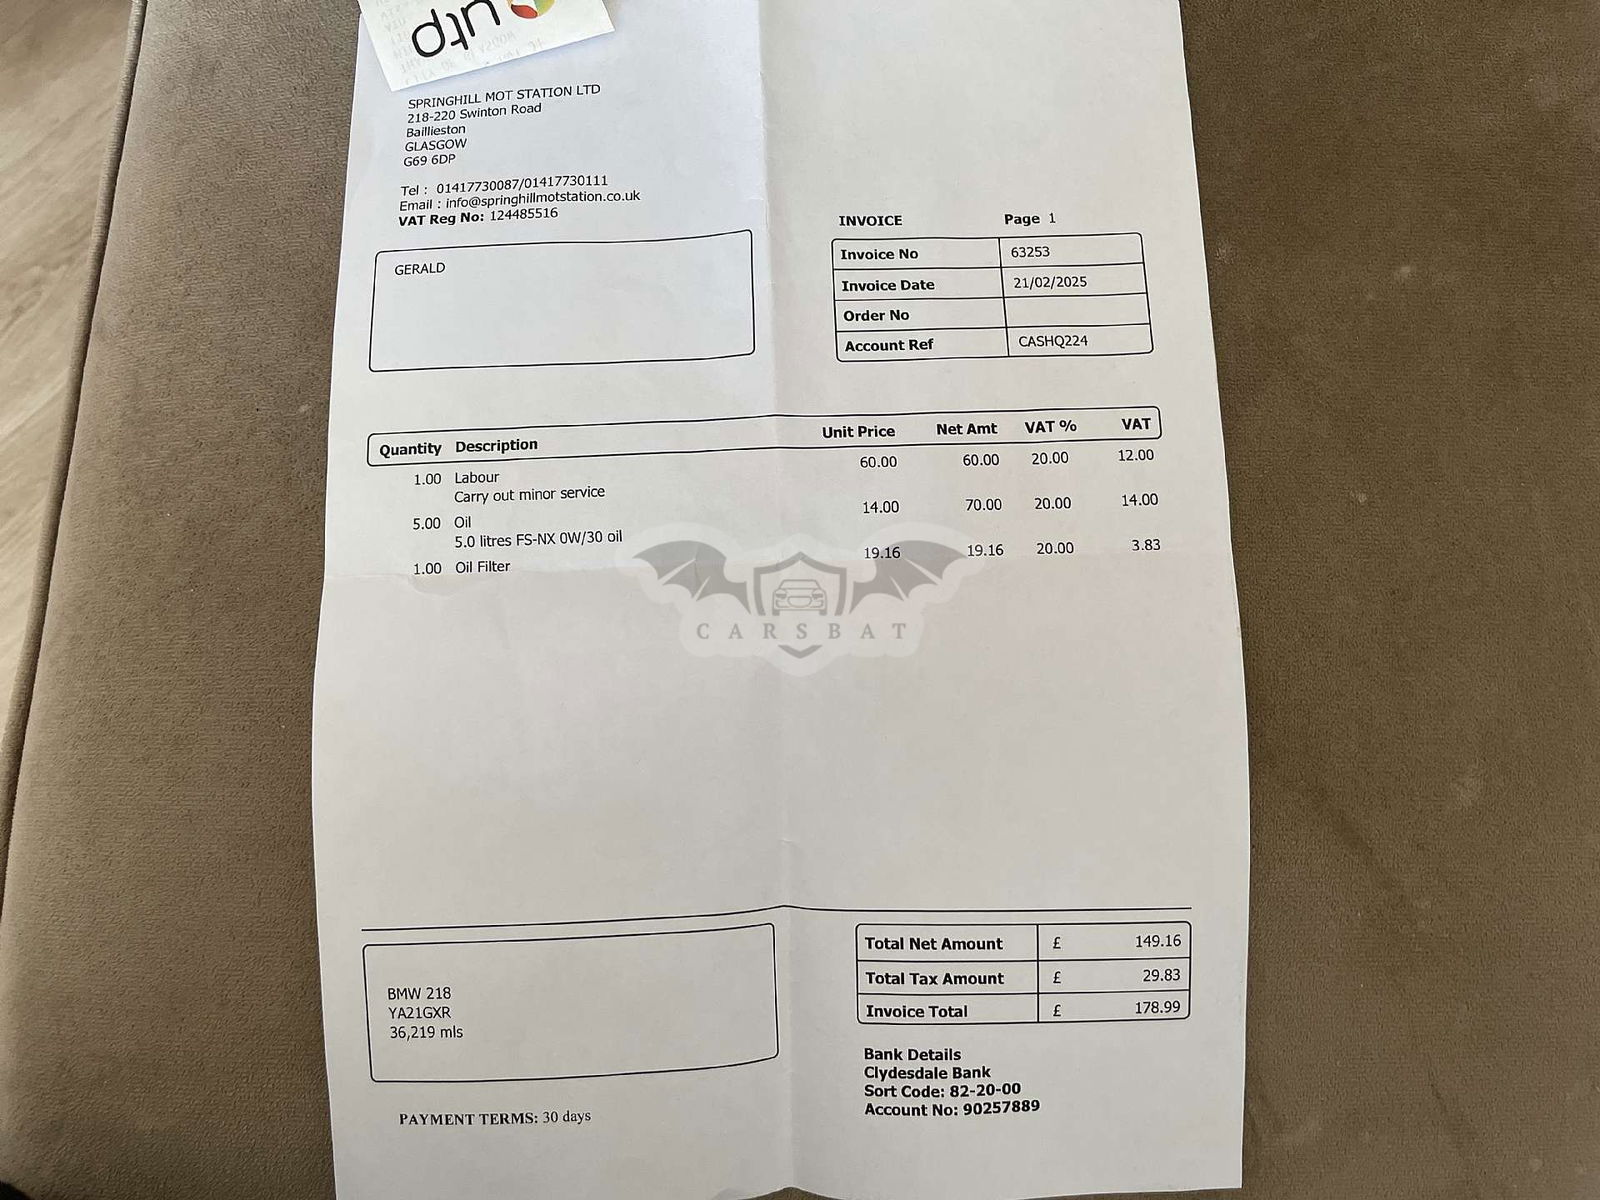 utp
SPRINGHILL MOT STATION LTD
218-220 Swinton Road
Baillieston
GLASGOW
G69 6DP
Tel : 01417730087/01417730111
Email : info@springhillmotstation.co.uk
VAT Reg No: 124485516
GERALD
INVOICE Page 1
Invoice No 63253
Invoice Date 21/02/2025
Order No
Account Ref CASHQ224
Quantity Description Unit Price Net Amt VAT % VAT
1.00 Labour 60.00 60.00 20.00 12.00
Carry out minor service
5.00 Oil 14.00 70.00 20.00 14.00
5.0 litres FS-NX 0W/30 oil
1.00 Oil Filter 19.16 19.16 20.00 3.83
CARSBAT
Total Net Amount £ 149.16
Total Tax Amount £ 29.83
Invoice Total £ 178.99
BMW 218
YA21GXR
36,219 mls
Bank Details
Clydesdale Bank
Sort Code: 82-20-00
Account No: 90257889
PAYMENT TERMS: 30 days